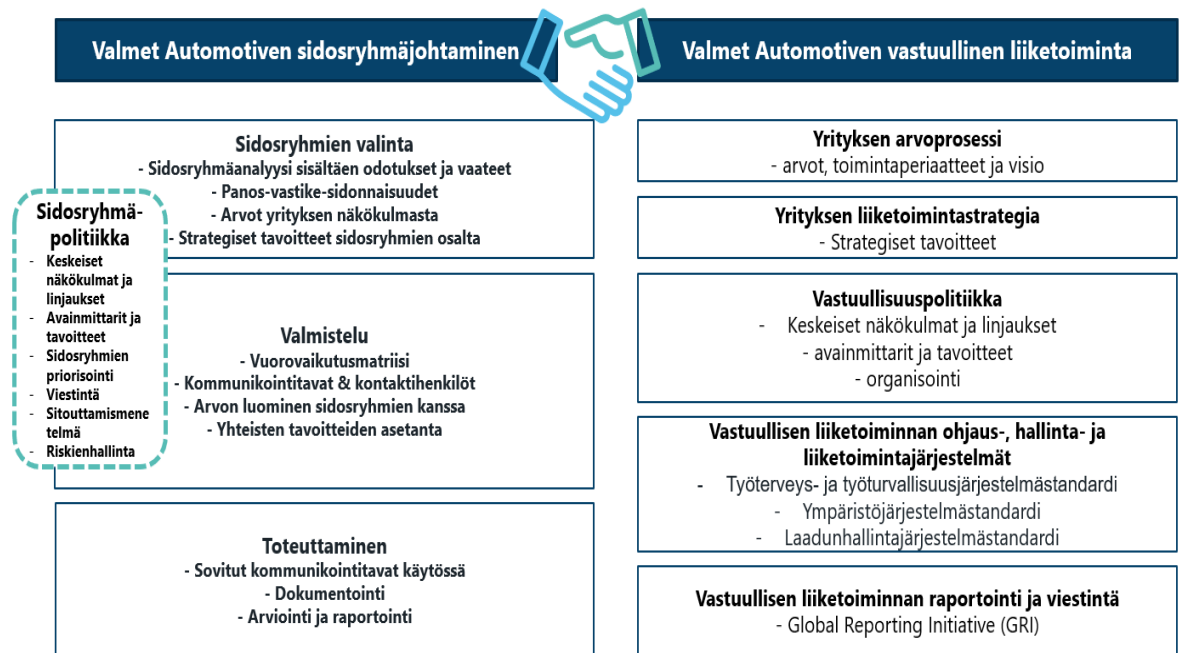 Valmet Automotiven sidosryhmäjohtaminen
Sidosryhmien valinta
- Sidosryhmäanalyysi sisältäen odotukset ja vaateet
- Panos-vastike-sidonnaisuudet
- Arvot yrityksen näkökulmasta
- Strategiset tavoitteet sidosryhmien osalta
Sidosryhmä-
politiikka
- Keskeiset
näkökulmat ja
linjaukset
- Avainmittarit ja
tavoitteet
- Sidosryhmien
priorisointi
- Viestintä
- Sitouttamismene
telmä
- Riskienhallinta
Valmistelu
- Vuorovaikutusmatriisi
- Kommunikointitavat & kontaktihenkilöt
- Arvon luominen sidosryhmien kanssa
- Yhteisten tavoitteiden asetanta
Toteuttaminen
- Sovitut kommunikointitavat käytössä
- Dokumentointi
- Arviointi ja raportointi
Valmet Automotiven vastuullinen liiketoiminta
Yrityksen arvoprosessi
- arvot, toimintaperiaatteet ja visio
Yrityksen liiketoimintastrategia
- Strategiset tavoitteet
Vastuullisuuspolitiikka
- Keskeiset näkökulmat ja linjaukset
- avainmittarit ja tavoitteet
- organisointi
Vastuullisen liiketoiminnan ohjaus-, hallinta- ja
liiketoimintajärjestelmät
- Työterveys- ja työturvallisuusjärjestelmästandardi
- Ympäristöjärjestelmästandardi
- Laadunhallintajärjestelmästandardi
Vastuullisen liiketoiminnan raportointi ja viestintä
- Global Reporting Initiative (GRI)